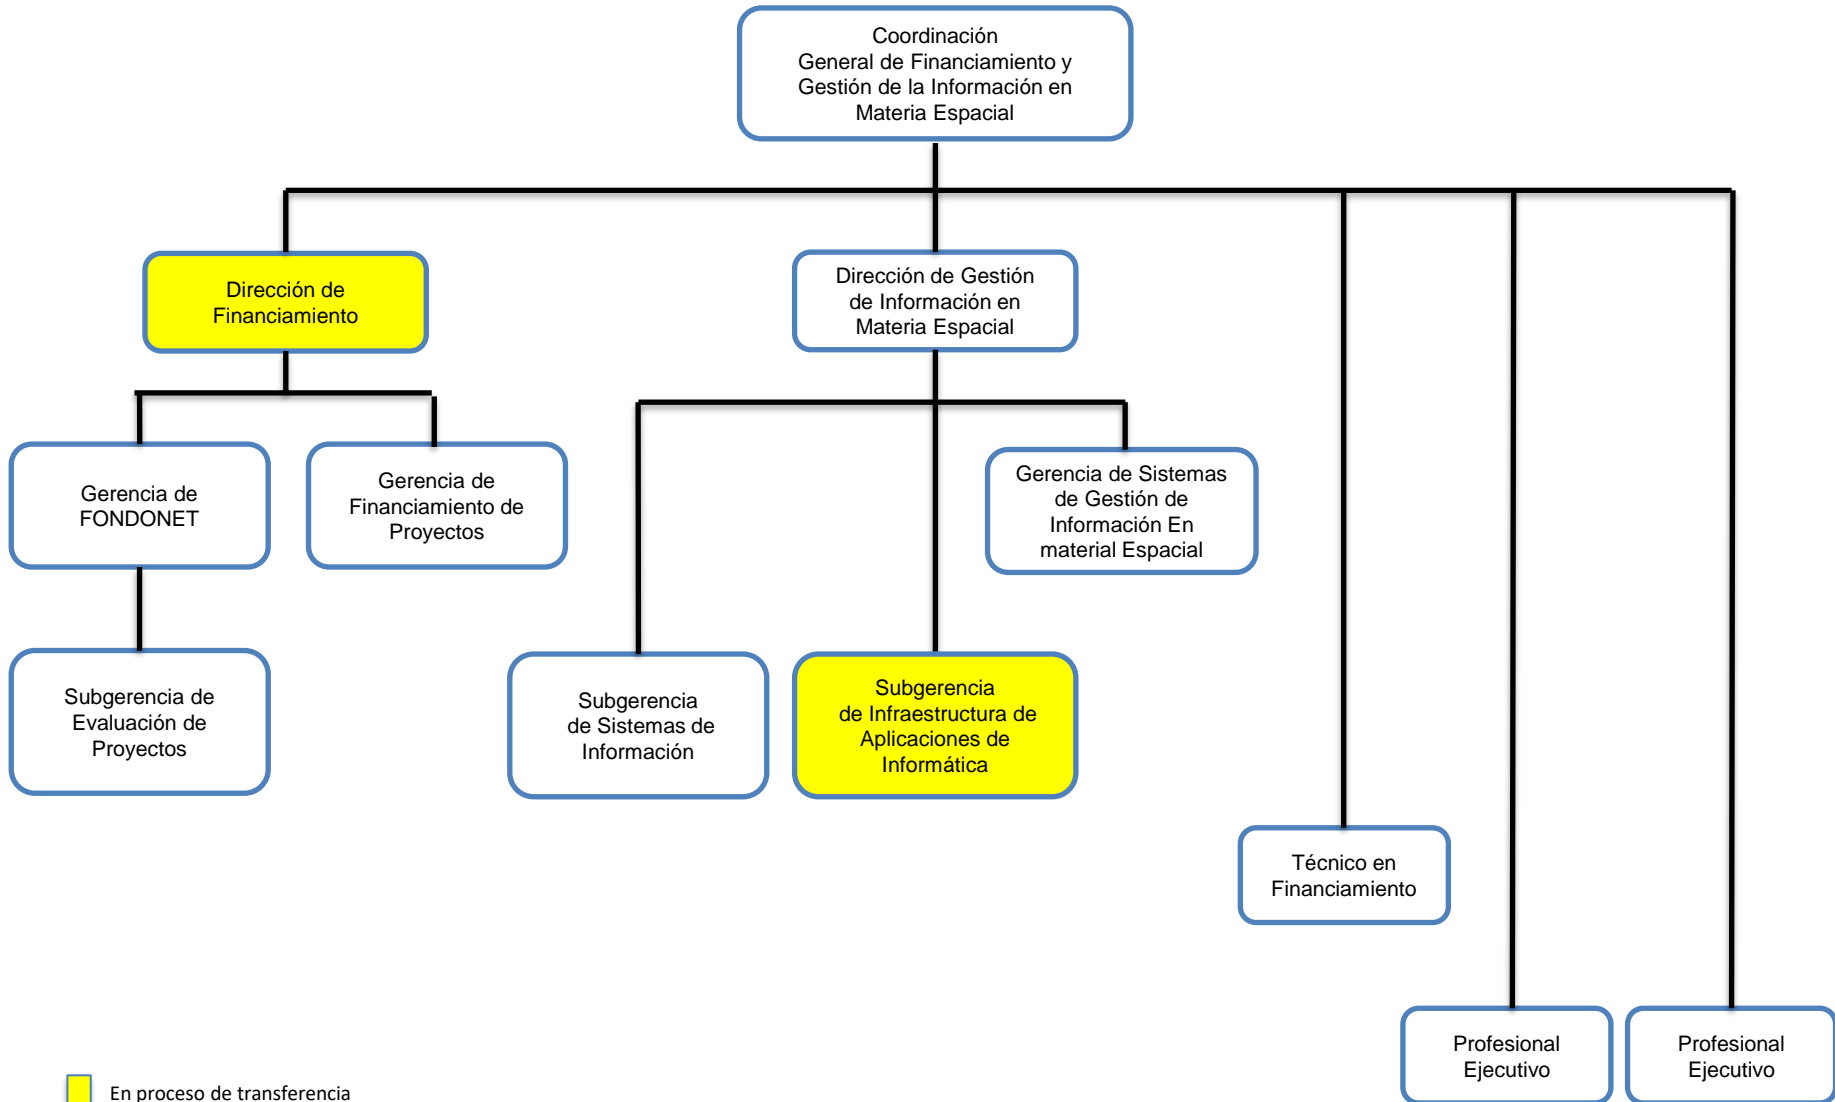 Coordinación
General de Financiamiento y
Gestión de la Información en
Materia Espacial
Dirección de
Financiamiento
Dirección de Gestión
de Información en
Materia Espacial
Gerencia de
FONDONET
Gerencia de
Financiamiento de
Proyectos
Gerencia de Sistemas
de Gestión de
Información En
material Espacial
Subgerencia de
Evaluación de
Proyectos
Subgerencia
de Sistemas de
Información
Subgerencia
de Infraestructura de
Aplicaciones de
Informática
Técnico en
Financiamiento
Profesional
Ejecutivo
Profesional
Ejecutivo
En proceso de transferencia